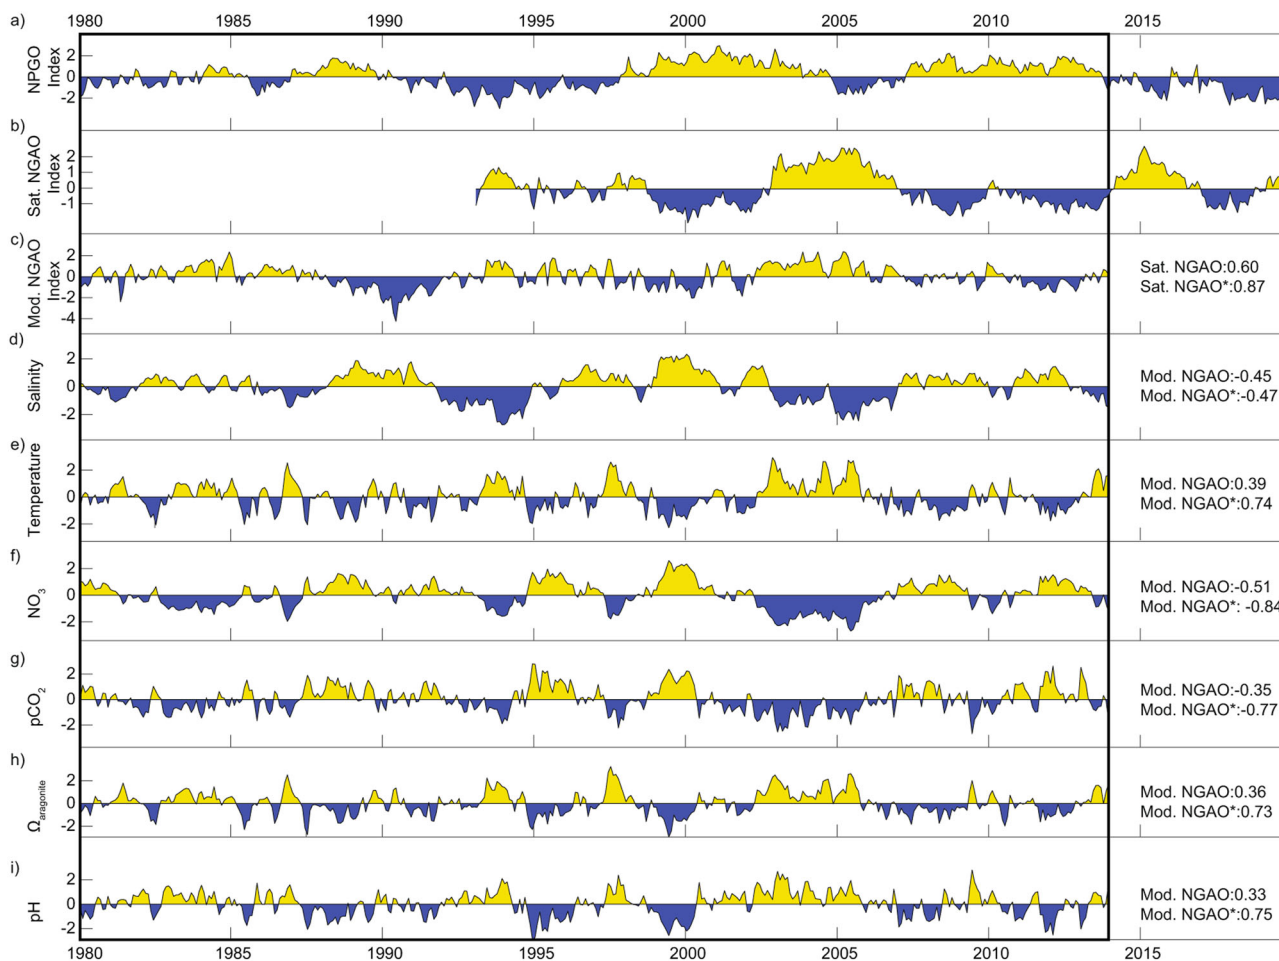 1980 1985 1990 1995 2000 2005 2010 2015
a)
NPGO
Index
2
0
-2
b)
Sat. NGAO
Index
2
1
0
-1
c)
Mod. NGAO
Index
2
0
-2
-4
Sat. NGAO:0.60
Sat. NGAO*:0.87
d)
Salinity
2
0
-2
Mod. NGAO:-0.45
Mod. NGAO*:-0.47
e)
Temperature
2
0
-2
Mod. NGAO:0.39
Mod. NGAO*:0.74
f)
NO3
2
0
-2
Mod. NGAO:-0.51
Mod. NGAO*: -0.84
g)
pCO2
2
0
-2
Mod. NGAO:-0.35
Mod. NGAO*:-0.77
h)
Ωaragonite
2
0
-2
Mod. NGAO:0.36
Mod. NGAO*:0.73
i)
pH
2
0
-2
Mod. NGAO:0.33
Mod. NGAO*:0.75
1980 1985 1990 1995 2000 2005 2010 2015